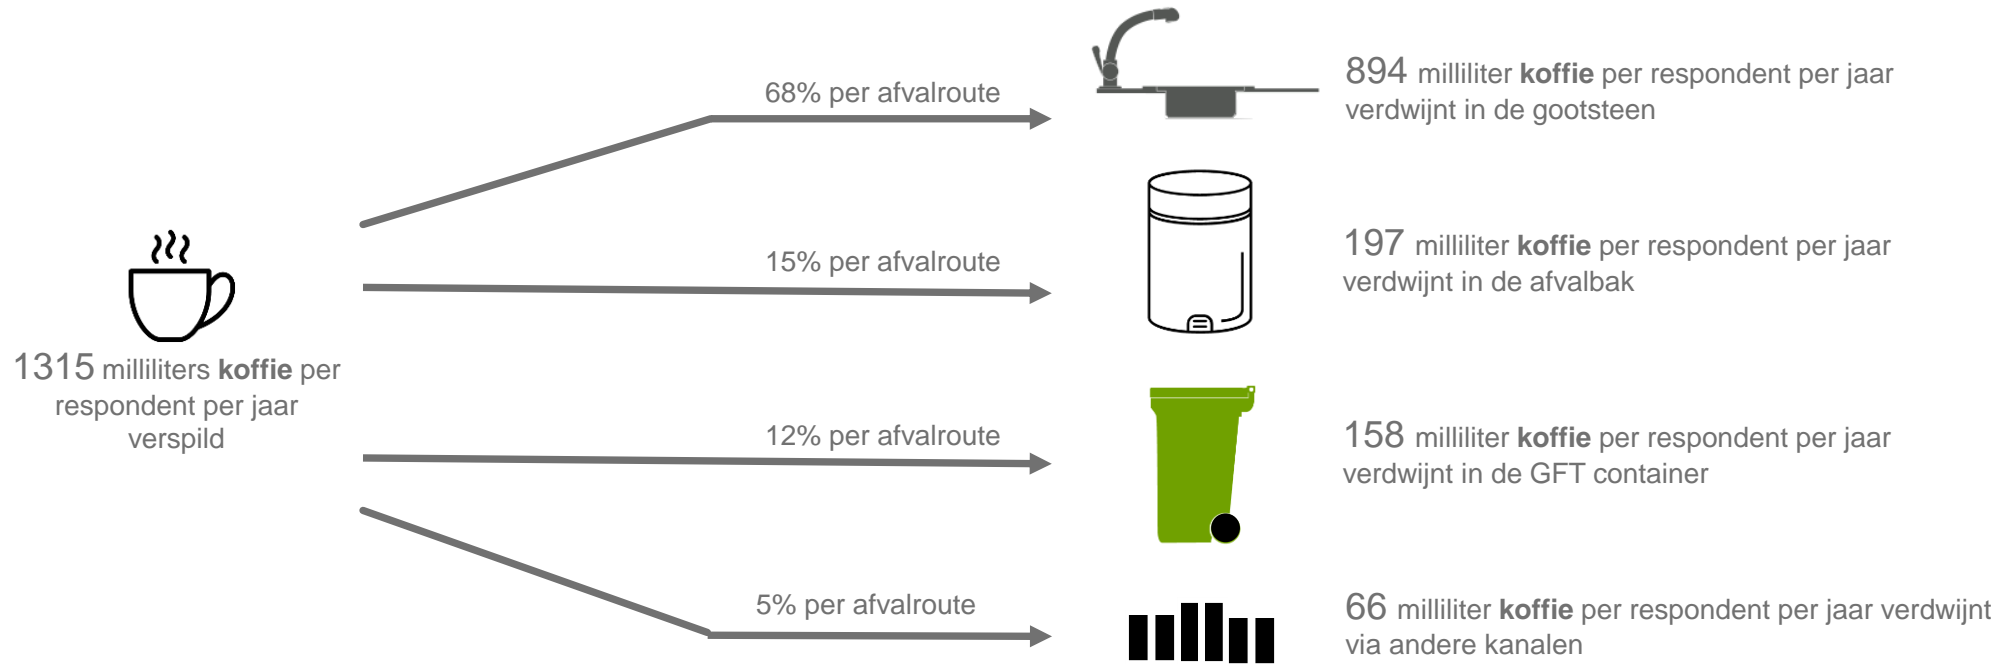 1315 milliliters koffie per
respondent per jaar
verspild
68% per afvalroute
894 milliliter koffie per respondent per jaar
verdwijnt in de gootsteen
15% per afvalroute
197 milliliter koffie per respondent per jaar
verdwijnt in de afvalbak
12% per afvalroute
158 milliliter koffie per respondent per jaar
verdwijnt in de GFT container
5% per afvalroute
66 milliliter koffie per respondent per jaar verdwijnt
via andere kanalen